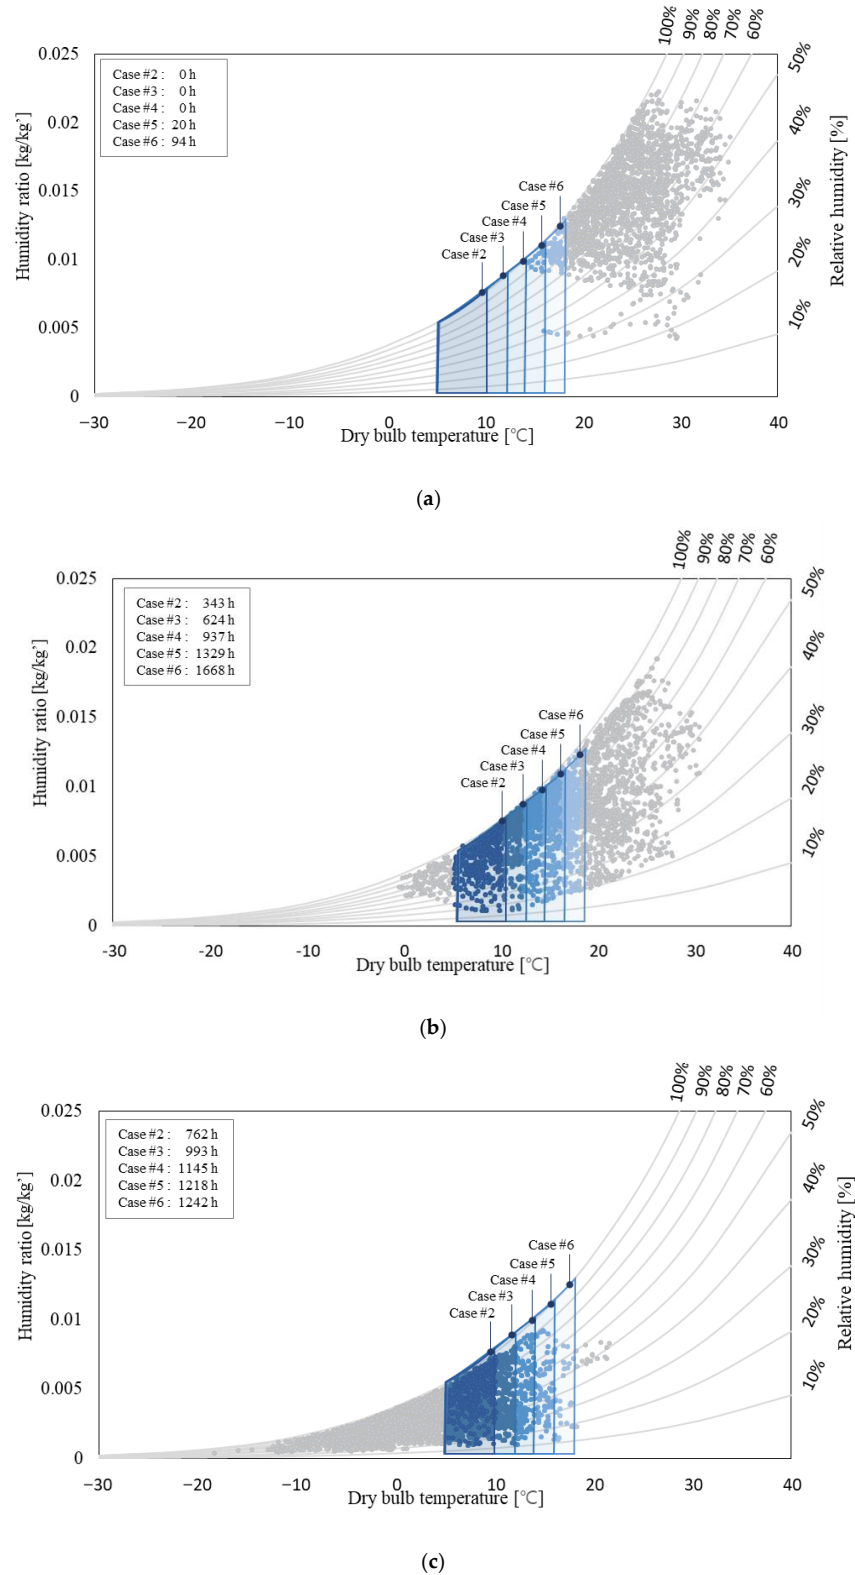 100% 90% 80% 70% 60%
50%
40%
30%
20%
10%
Relative humidity [%]
Humidity ratio [kg/kg’]
0.025
0.02
0.015
0.01
0.005
0
Case #2 : 0 h
Case #3 : 0 h
Case #4 : 0 h
Case #5 : 20 h
Case #6 : 94 h
Case #6
Case #5
Case #4
Case #3
Case #2
−30 −20 −10 0 10 20 30 40
Dry bulb temperature [℃]
(a)
100% 90% 80% 70% 60%
50%
40%
30%
20%
10%
Humidity ratio [kg/kg’]
0.025
0.02
0.015
0.01
0.005
0
Case #2 : 343 h
Case #3 : 624 h
Case #4 : 937 h
Case #5 : 1329 h
Case #6 : 1668 h
Case #6
Case #5
Case #4
Case #3
Case #2
-30 -20 -10 0 10 20 30 40
Dry bulb temperature [℃]
(b)
100% 90% 80% 70% 60%
50%
40%
30%
20%
10%
Relative humidity [%]
Humidity ratio [kg/kg’]
0.025
0.02
0.015
0.01
0.005
0
Case #2 : 762 h
Case #3 : 993 h
Case #4 : 1145 h
Case #5 : 1218 h
Case #6 : 1242 h
Case #6
Case #5
Case #4
Case #3
Case #2
−30 −20 −10 0 10 20 30 40
Dry bulb temperature [℃]
(c)